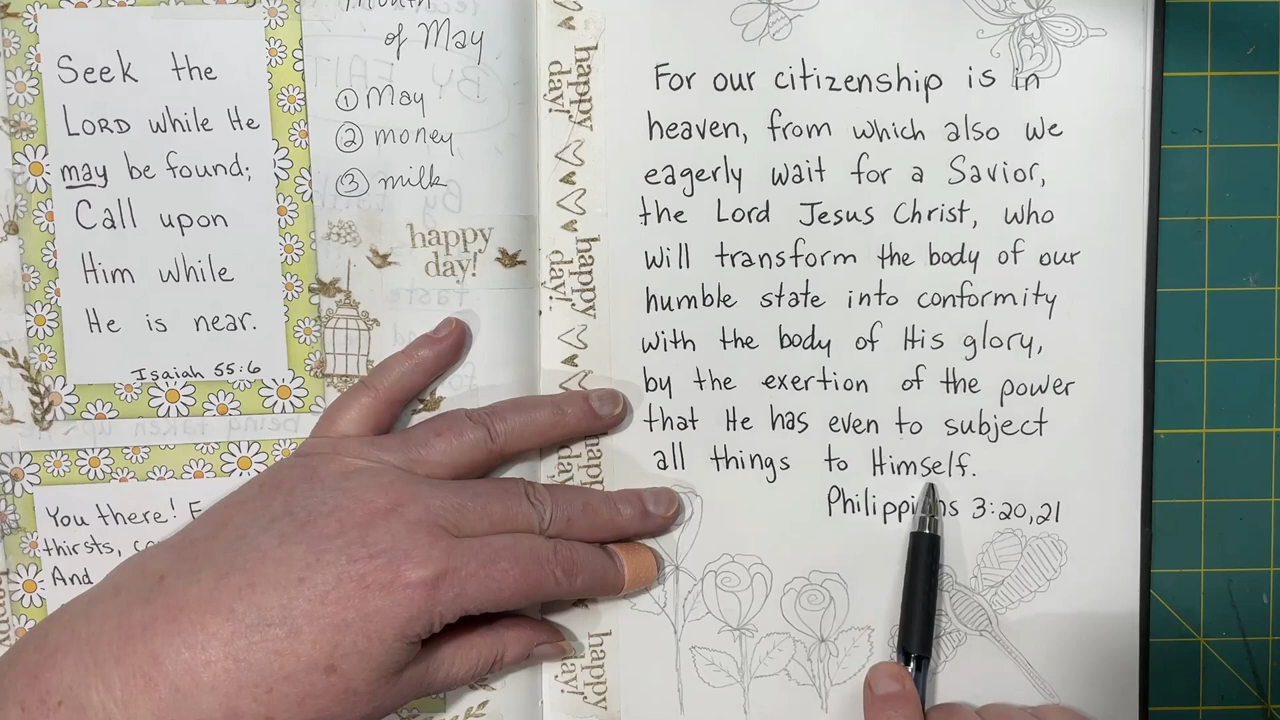 Seek the
LORD while He
may be found;
Call upon
Him while
He is near.
Isaiah 55:6
You there!
thirsts,
And
Month
of May
① May
② money
③ milk
happy
day!
happy
day!
happy
day!
happy
day!
happy
day!
For our citizenship is in
heaven, from which also we
eagerly wait for a Savior,
the Lord Jesus Christ, who
will transform the body of our
humble state into conformity
with the body of His glory,
by the exertion of the power
that He has even to subject
all things to Himself.
Philippians 3:20,21